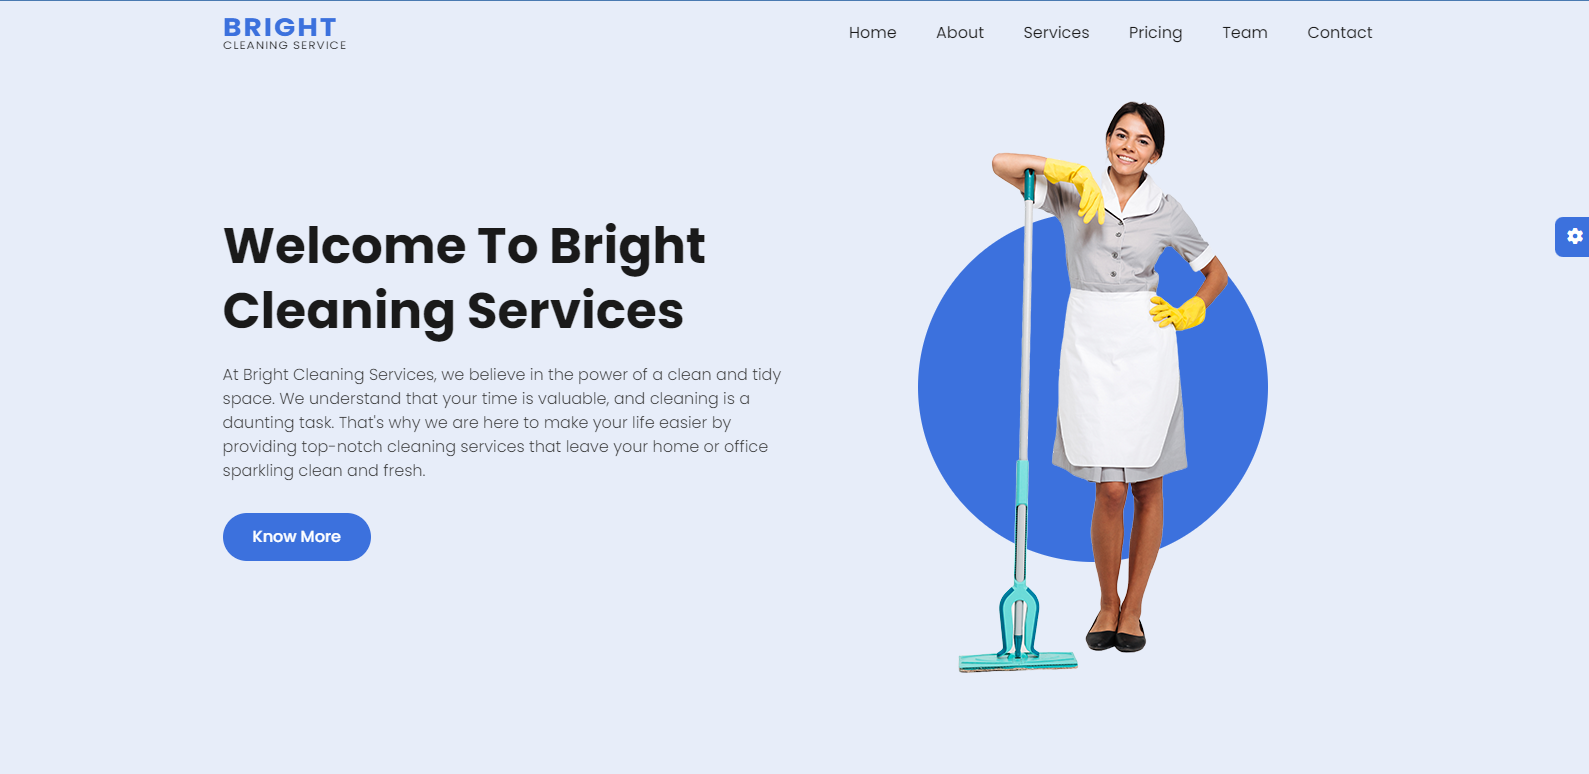 BRIGHT
CLEANING SERVICE
Home About Services Pricing Team Contact
Welcome To Bright
Cleaning Services
At Bright Cleaning Services, we believe in the power of a clean and tidy
space. We understand that your time is valuable, and cleaning is a
daunting task. That's why we are here to make your life easier by
providing top-notch cleaning services that leave your home or office
sparkling clean and fresh.
Know More